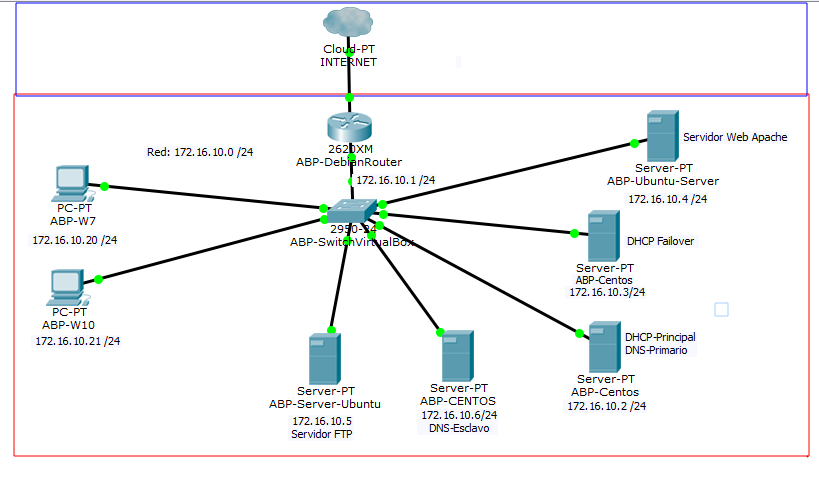 Cloud-PT
INTERNET
2620XM
ABP-DebianRouter
Red: 172.16.10.0 /24
172.16.10.1 /24
Servidor Web Apache
Server-PT
ABP-Ubuntu-Server
172.16.10.4 /24
PC-PT
ABP-W7
172.16.10.20 /24
2950-24
ABP-SwitchVirtualBox
DHCP Failover
Server-PT
ABP-Centos
172.16.10.3/24
PC-PT
ABP-W10
172.16.10.21 /24
DHCP-Principal
DNS-Primario
Server-PT
ABP-Centos
172.16.10.2 /24
Server-PT
ABP-Server-Ubuntu
172.16.10.5
Servidor FTP
Server-PT
ABP-CENTOS
172.16.10.6/24
DNS-Esclavo